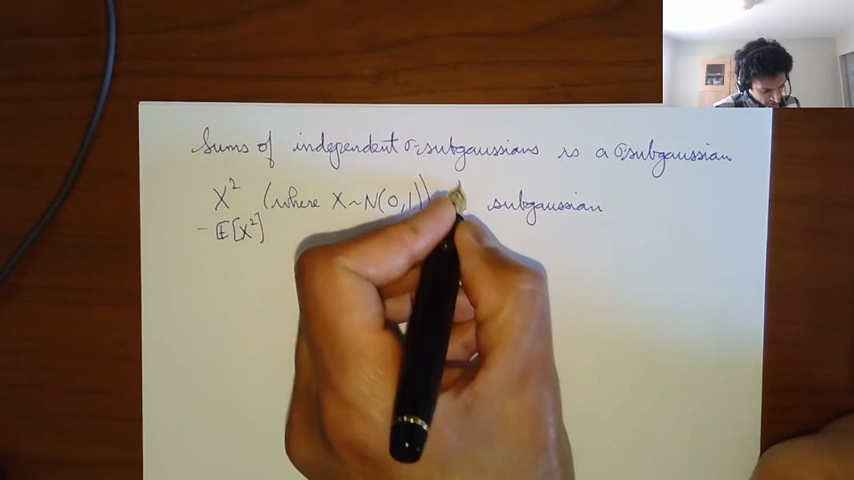 Sums of independent σ-subgaussians is a σ-subgaussian
X² (where X ~ N(0,1)) subgaussian
- 𝔼[X²]